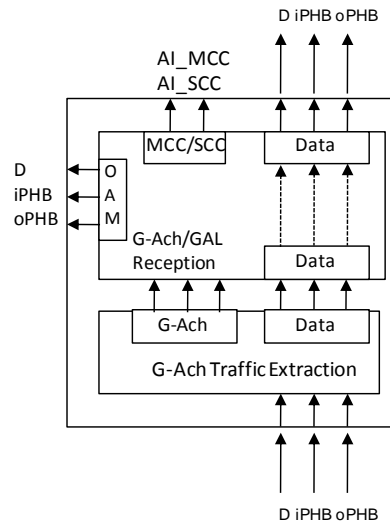 D iPHB oPHB
AI_MCC
AI_SCC
MCC/SCC
Data
D
iPHB
oPHB
O
A
M
G-Ach/GAL
Reception
Data
G-Ach
Data
G-Ach Traffic Extraction
D iPHB oPHB